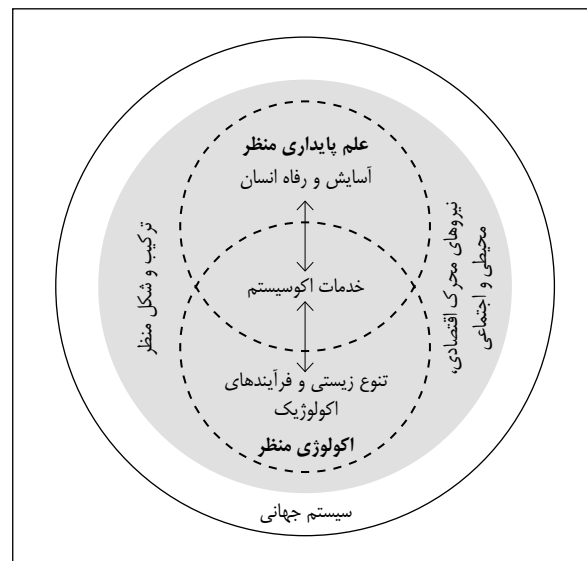 علم پایداری منظر
آسایش و رفاه انسان
نیروهای محرک اقتصادی،
محیطی و اجتماعی
ترکیب و شکل منظر
خدمات اکوسیستم
تنوع زیستی و فرآیندهای
اکولوژیک
اکولوژی منظر
سیستم جهانی